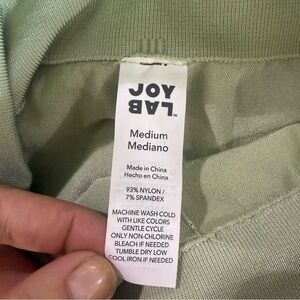 JOY
LAB™
Medium
Mediano
Made in China
Hecho en China
93% NYLON /
7% SPANDEX
MACHINE WASH COLD
WITH LIKE COLORS
GENTLE CYCLE
ONLY NON-CHLORINE
BLEACH IF NEEDED
TUMBLE DRY LOW
COOL IRON IF NEEDED